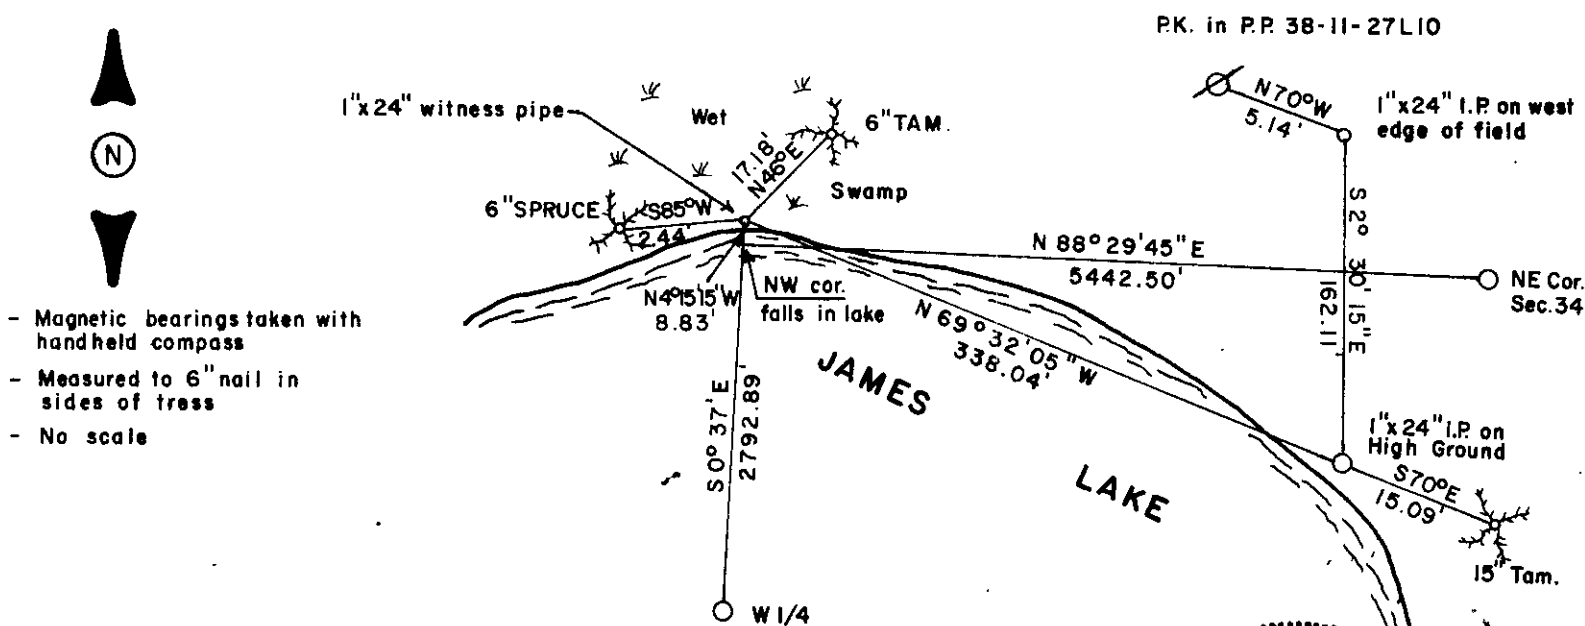 P.K. in P.P. 38-11-27L10
N70°W
5.14'
1"x24" I.P. on west
edge of field
1"x24" witness pipe
Wet
6"TAM.
17.18'
N46°E
Swamp
6"SPRUCE
S85°W
2.44'
N
N 88°29'45"E
5442.50'
NE Cor.
Sec.34
S 2° 30' 15"E
162.11'
N4°15'15"W
8.83'
NW cor.
falls in lake
N 69°32'05"W
338.04'
- Magnetic bearings taken with
handheld compass
- Measured to 6"nail in
sides of tress
- No scale
JAMES
LAKE
S 0° 37' E
2792.89'
1"x24" I.P. on
High Ground
S70°E
15.09'
15" Tam.
W 1/4